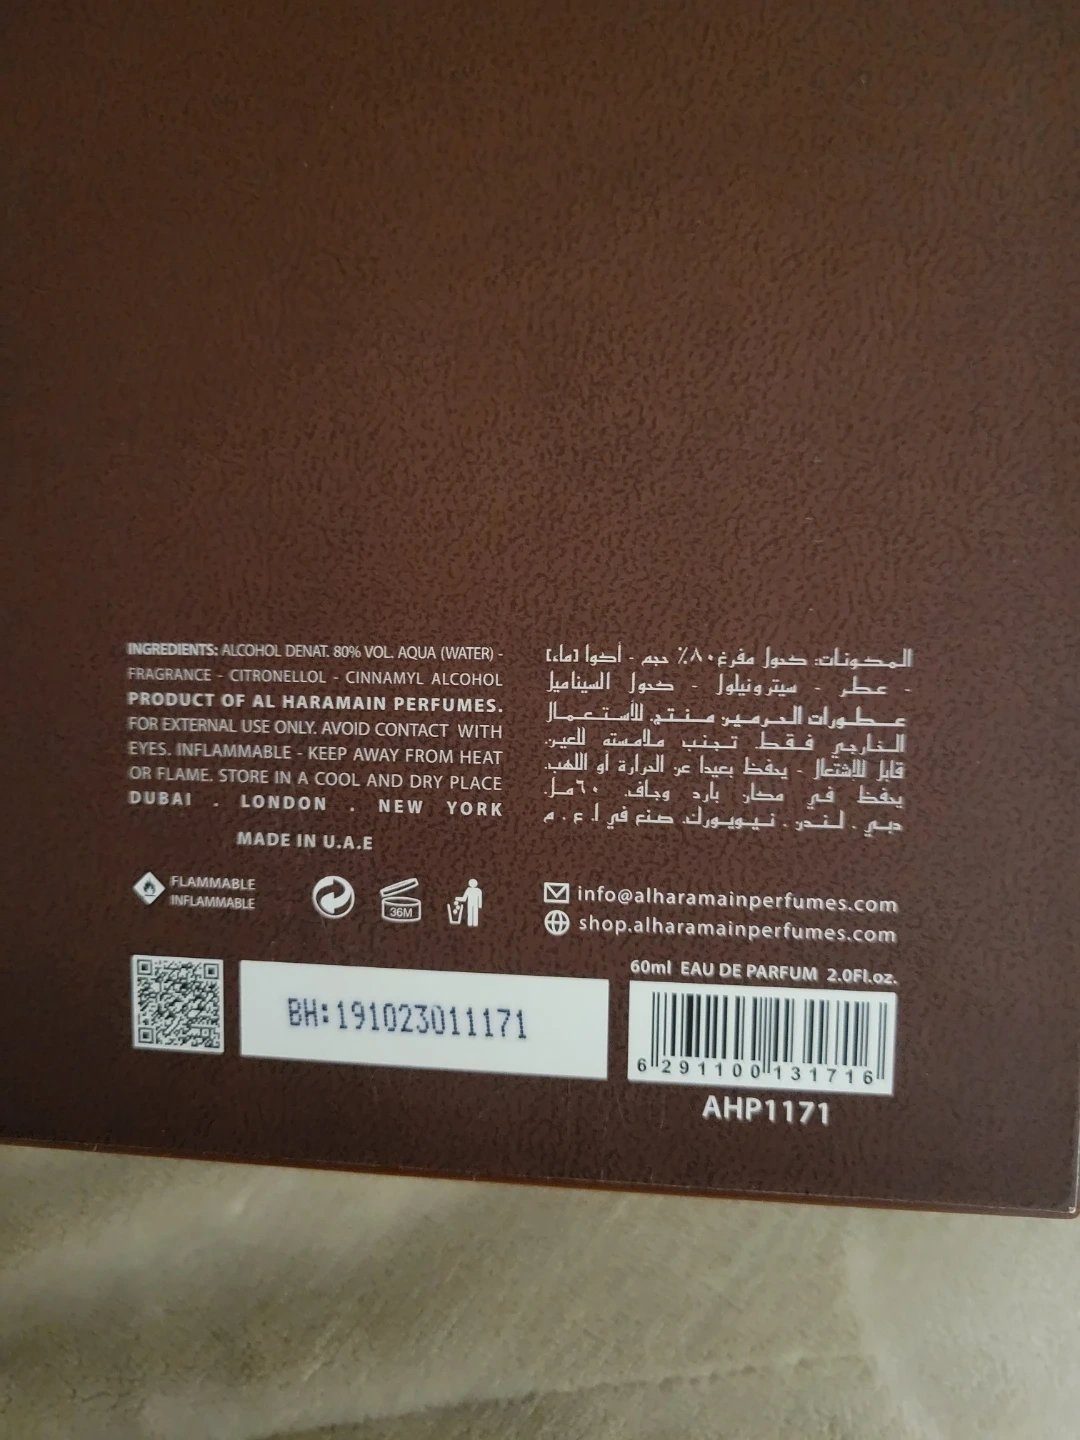 INGREDIENTS: ALCOHOL DENAT. 80% VOL. AQUA (WATER) -
FRAGRANCE - CITRONELLOL - CINNAMYL ALCOHOL
PRODUCT OF AL HARAMAIN PERFUMES.
FOR EXTERNAL USE ONLY. AVOID CONTACT WITH
EYES. INFLAMMABLE - KEEP AWAY FROM HEAT
OR FLAME. STORE IN A COOL AND DRY PLACE
DUBAI . LONDON . NEW YORK
MADE IN U.A.E
المكونات: كحول مفرغ ٨٠٪ حجم - أكوا [ماء]
- عطر - سيترونيلول - كحول السيناميل
عطورات الحرمين منتج. للأستعمال
الخارجي فقط تجنب ملامسته للعين.
قابل للاشتعال - يحفظ بعيدا عن الحرارة أو اللهب.
يحفظ في مكان بارد وجاف. ٦٠مل.
دبي . لندن . نيويورك. صنع في ا . ع . م
FLAMMABLE
INFLAMMABLE
36M
info@alharamainperfumes.com
shop.alharamainperfumes.com
BH:191023011171
60ml EAU DE PARFUM 2.0Fl.oz.
6 291100 131716
AHP1171